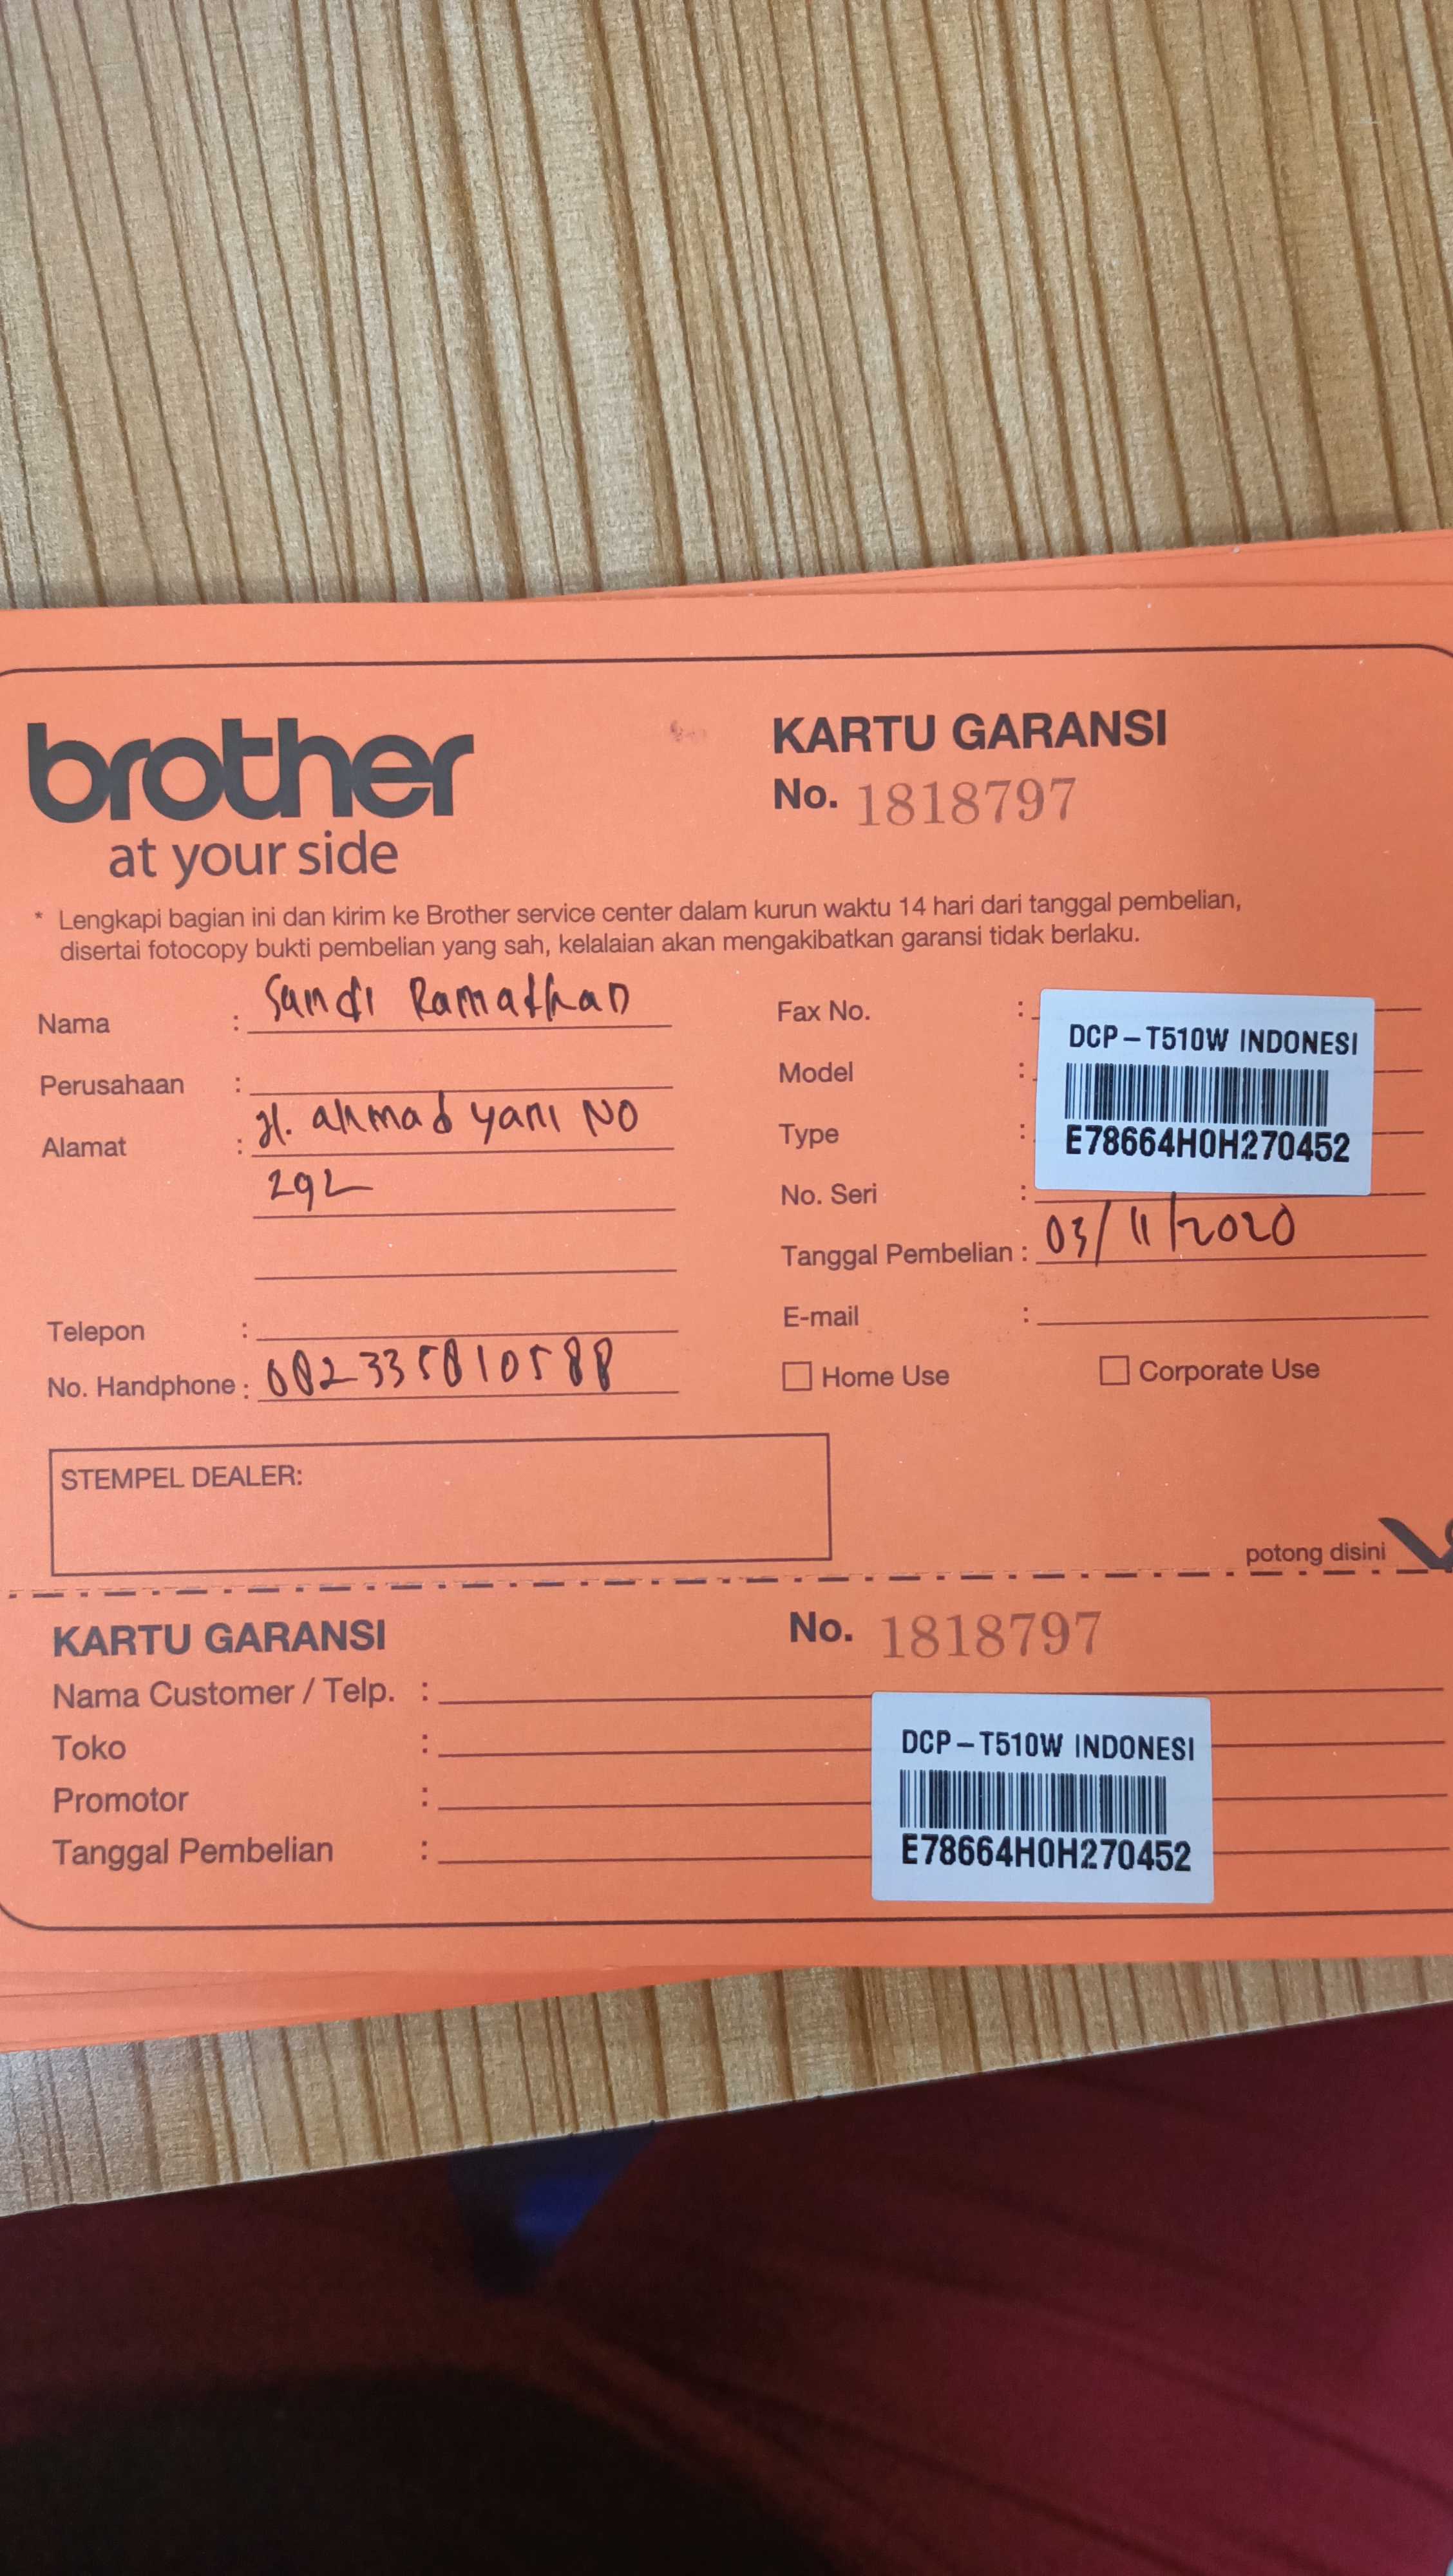 brother
at your side
KARTU GARANSI
No. 1818797
* Lengkapi bagian ini dan kirim ke Brother service center dalam kurun waktu 14 hari dari tanggal pembelian,
disertai fotocopy bukti pembelian yang sah, kelalaian akan mengakibatkan garansi tidak berlaku.
Nama : Sandi Ramadhan
Perusahaan :
Alamat : Jl. ahmad yani NO
292
Telepon :
No. Handphone : 082335810588
Fax No. :
Model :
Type :
No. Seri :
DCP-T510W INDONESI
E78664H0H270452
Tanggal Pembelian : 03/11/2020
E-mail :
Home Use
Corporate Use
STEMPEL DEALER:
potong disini
KARTU GARANSI
No. 1818797
Nama Customer / Telp. :
Toko :
Promotor :
Tanggal Pembelian :
DCP-T510W INDONESI
E78664H0H270452